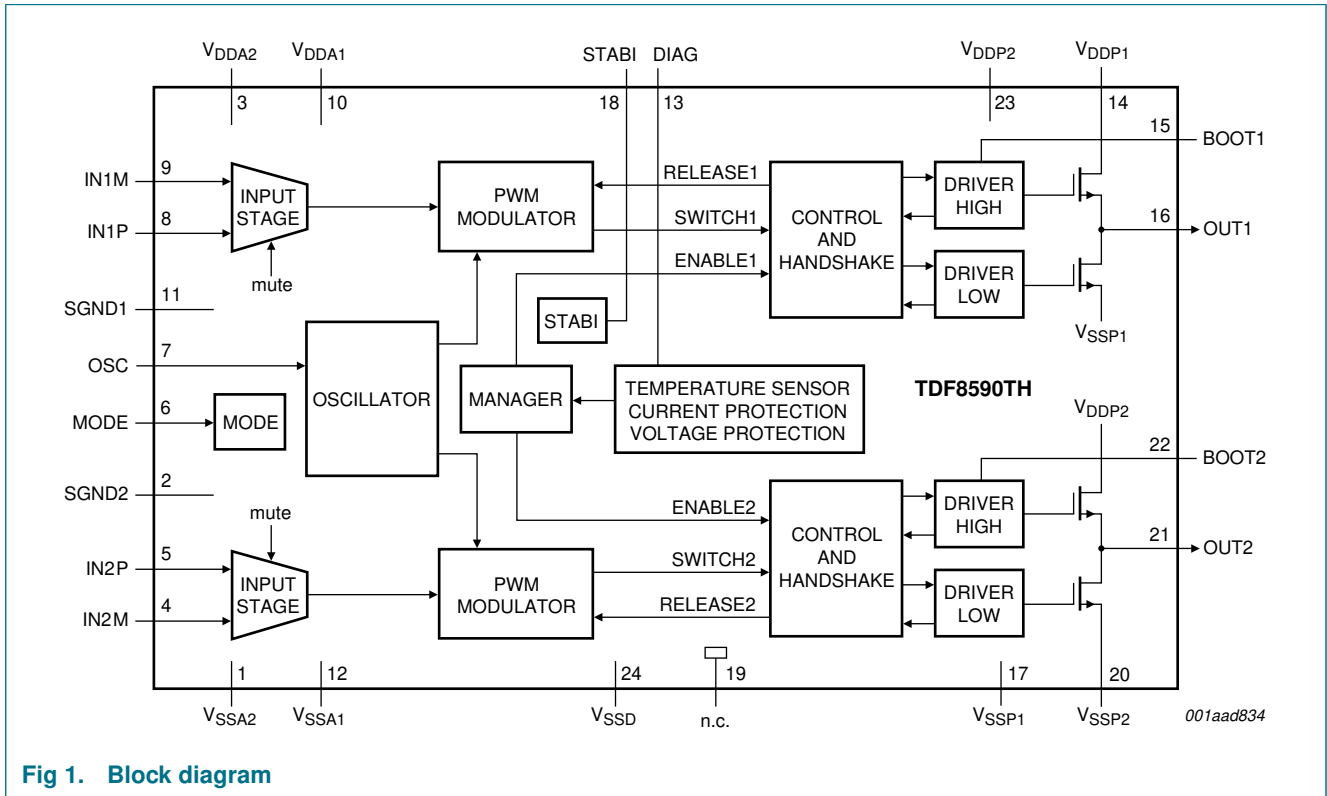 VDDA2 VDDA1 STABI DIAG VDDP2 VDDP1
3 10 18 13 23 14
15 BOOT1
IN1M 9
IN1P 8
INPUT
STAGE
mute
PWM
MODULATOR
RELEASE1
SWITCH1
ENABLE1
CONTROL
AND
HANDSHAKE
DRIVER
HIGH
DRIVER
LOW
16 OUT1
VSSP1
SGND1 11
OSC 7
MODE 6
MODE
SGND2 2
OSCILLATOR
STABI
MANAGER
TEMPERATURE SENSOR
CURRENT PROTECTION
VOLTAGE PROTECTION
TDF8590TH
VDDP2
22 BOOT2
mute
IN2P 5
IN2M 4
INPUT
STAGE
PWM
MODULATOR
ENABLE2
SWITCH2
RELEASE2
CONTROL
AND
HANDSHAKE
DRIVER
HIGH
DRIVER
LOW
21 OUT2
1 12 24 19 17 20
VSSA2 VSSA1 VSSD n.c. VSSP1 VSSP2
001aad834
Fig 1. Block diagram